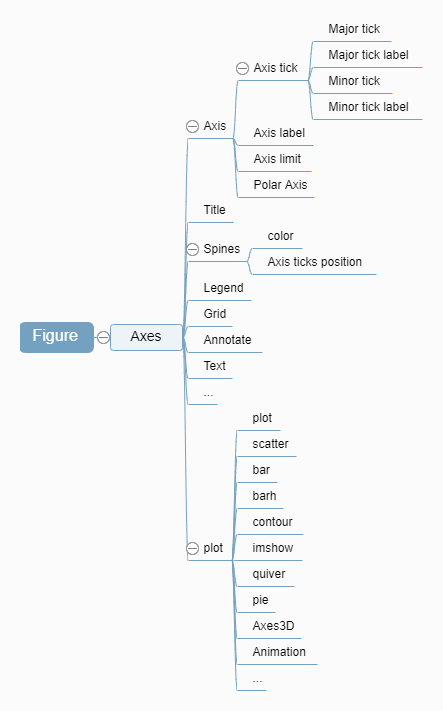 Figure
Axes
Axis
Axis tick
Major tick
Major tick label
Minor tick
Minor tick label
Axis label
Axis limit
Polar Axis
Title
Spines
color
Axis ticks position
Legend
Grid
Annotate
Text
...
plot
plot
scatter
bar
barh
contour
imshow
quiver
pie
Axes3D
Animation
...